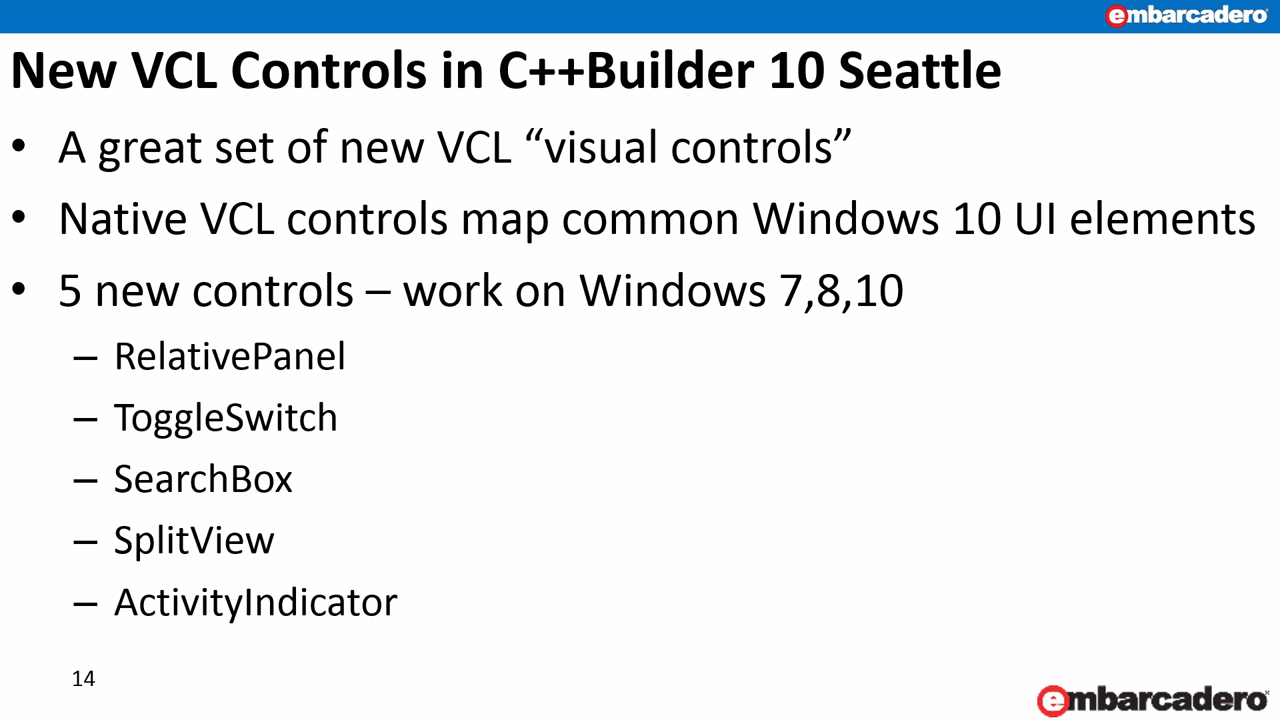 embarcadero
New VCL Controls in C++Builder 10 Seattle
• A great set of new VCL “visual controls”
• Native VCL controls map common Windows 10 UI elements
• 5 new controls – work on Windows 7,8,10
– RelativePanel
– ToggleSwitch
– SearchBox
– SplitView
– ActivityIndicator
14
embarcadero